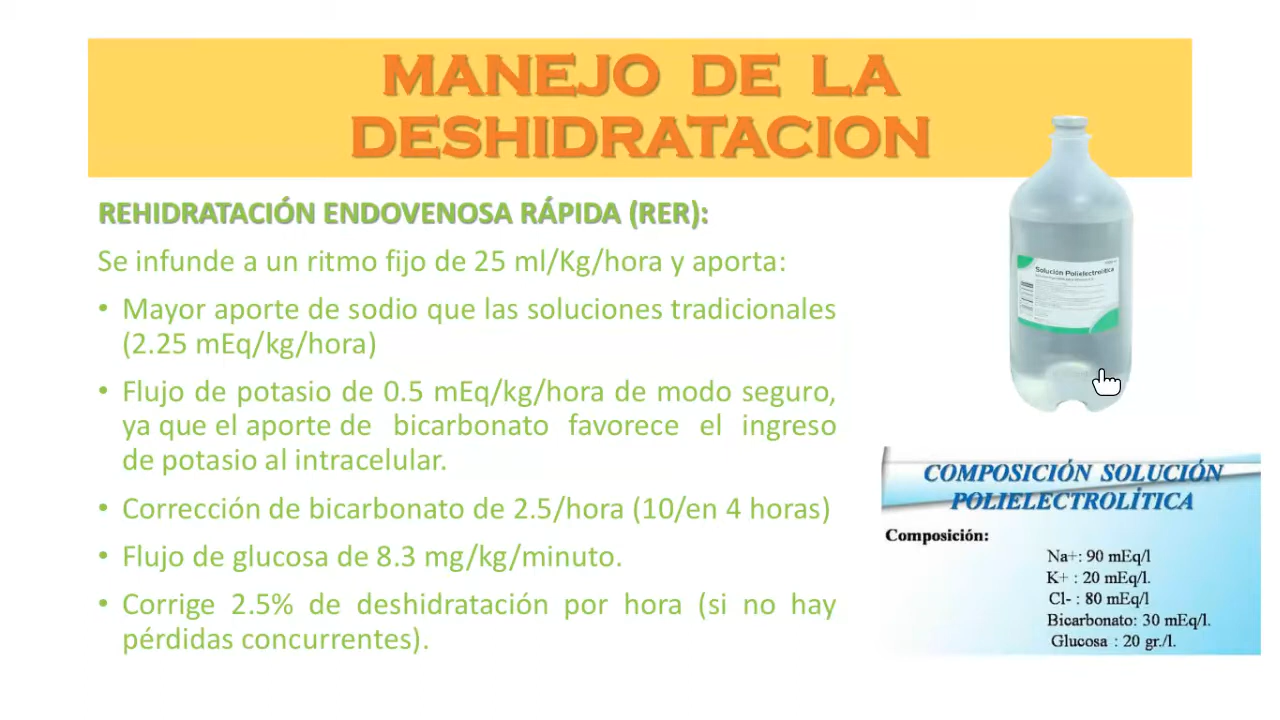 MANEJO DE LA
DESHIDRATACION
REHIDRATACIÓN ENDOVENOSA RÁPIDA (RER):
Se infunde a un ritmo fijo de 25 ml/Kg/hora y aporta:
• Mayor aporte de sodio que las soluciones tradicionales
(2.25 mEq/kg/hora)
• Flujo de potasio de 0.5 mEq/kg/hora de modo seguro,
ya que el aporte de bicarbonato favorece el ingreso
de potasio al intracelular.
• Corrección de bicarbonato de 2.5/hora (10/en 4 horas)
• Flujo de glucosa de 8.3 mg/kg/minuto.
• Corrige 2.5% de deshidratación por hora (si no hay
pérdidas concurrentes).
Solución Polielectrolítica
COMPOSICIÓN SOLUCIÓN
POLIELECTROLÍTICA
Composición:
Na+: 90 mEq/l
K+ : 20 mEq/l.
Cl- : 80 mEq/l
Bicarbonato: 30 mEq/l.
Glucosa : 20 gr./l.